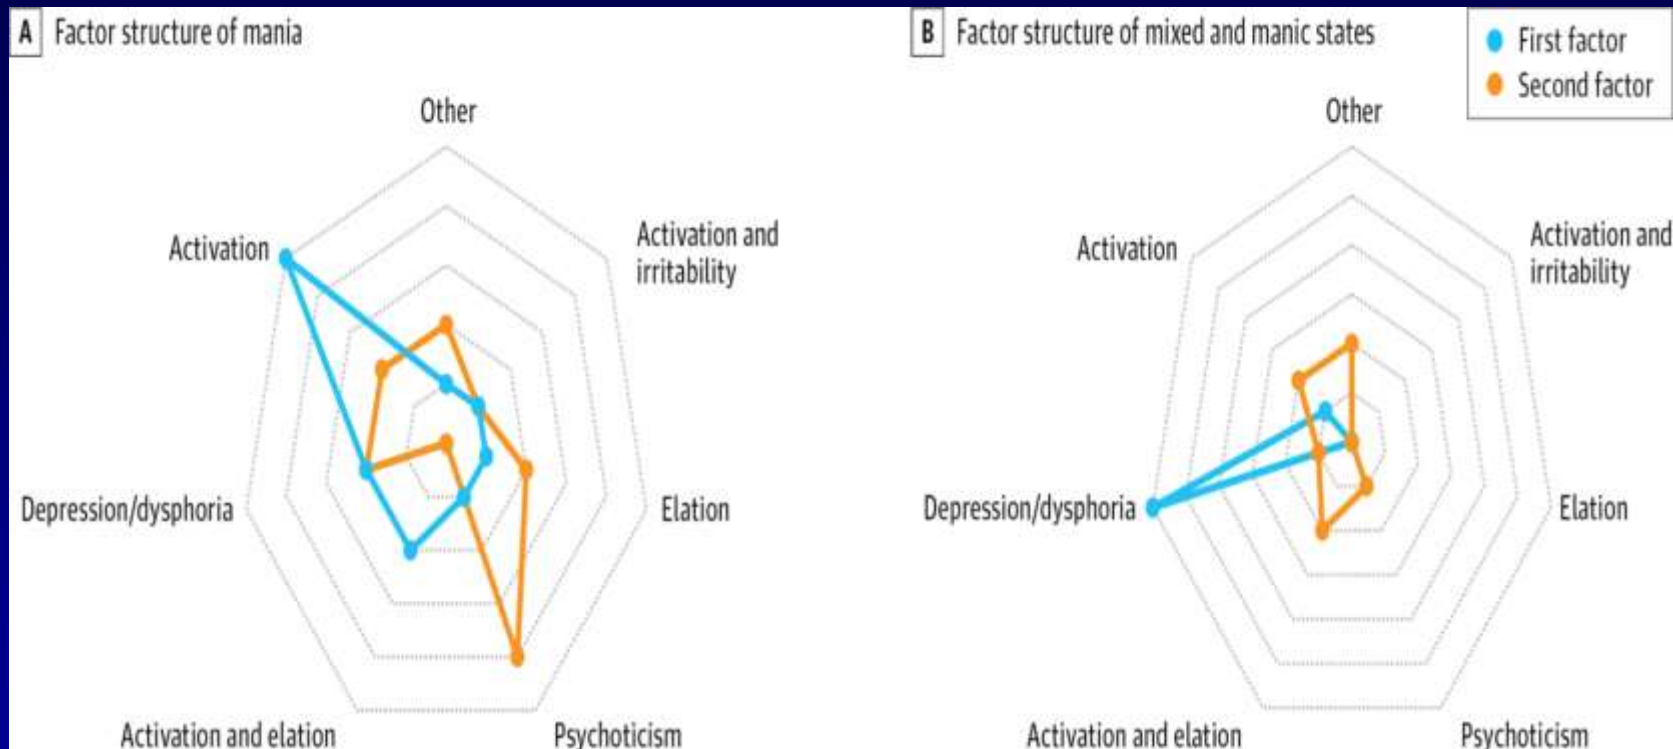 A Factor structure of mania
Other
Activation
Activation and
irritability
Depression/dysphoria
Elation
Activation and elation
Psychoticism
B Factor structure of mixed and manic states
First factor
Second factor
Other
Activation
Activation and
irritability
Depression/dysphoria
Elation
Activation and elation
Psychoticism